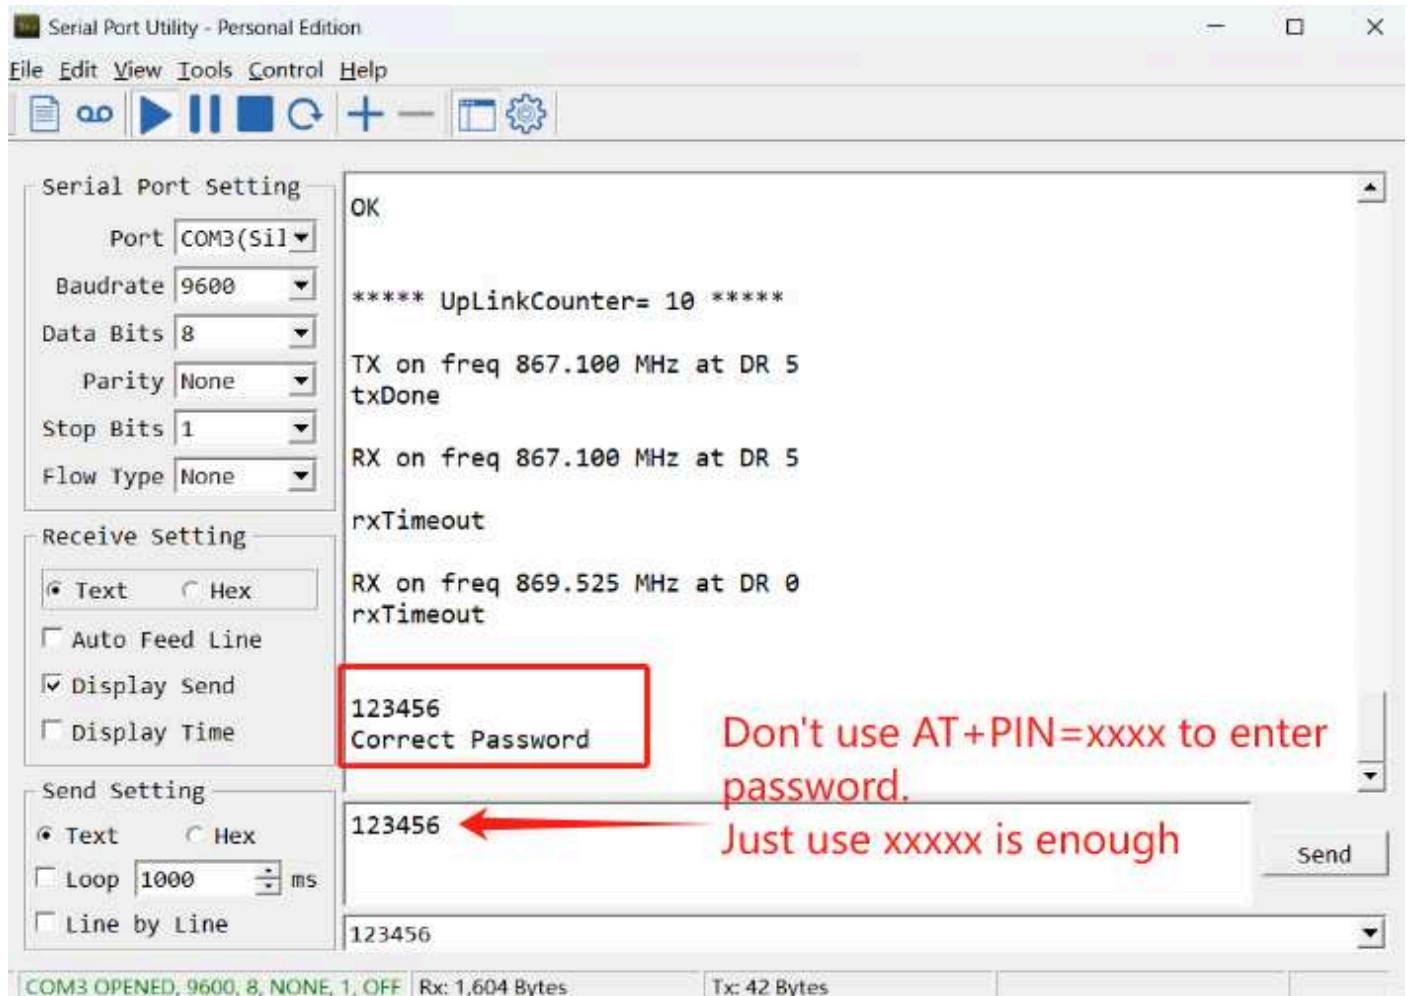 Serial Port Utility - Personal Edition
File Edit View Tools Control Help
Serial Port Setting
Port COM3(Sil
Baudrate 9600
Data Bits 8
Parity None
Stop Bits 1
Flow Type None
Receive Setting
Text Hex
Auto Feed Line
Display Send
Display Time
Send Setting
Text Hex
Loop 1000 ms
Line by Line
OK
***** UpLinkCounter= 10 *****
TX on freq 867.100 MHz at DR 5
txDone
RX on freq 867.100 MHz at DR 5
rxTimeout
RX on freq 869.525 MHz at DR 0
rxTimeout
123456
Correct Password
Don't use AT+PIN=xxxx to enter
password.
Just use xxxxx is enough
123456
Send
123456
COM3 OPENED, 9600, 8, NONE, 1, OFF Rx: 1,604 Bytes Tx: 42 Bytes